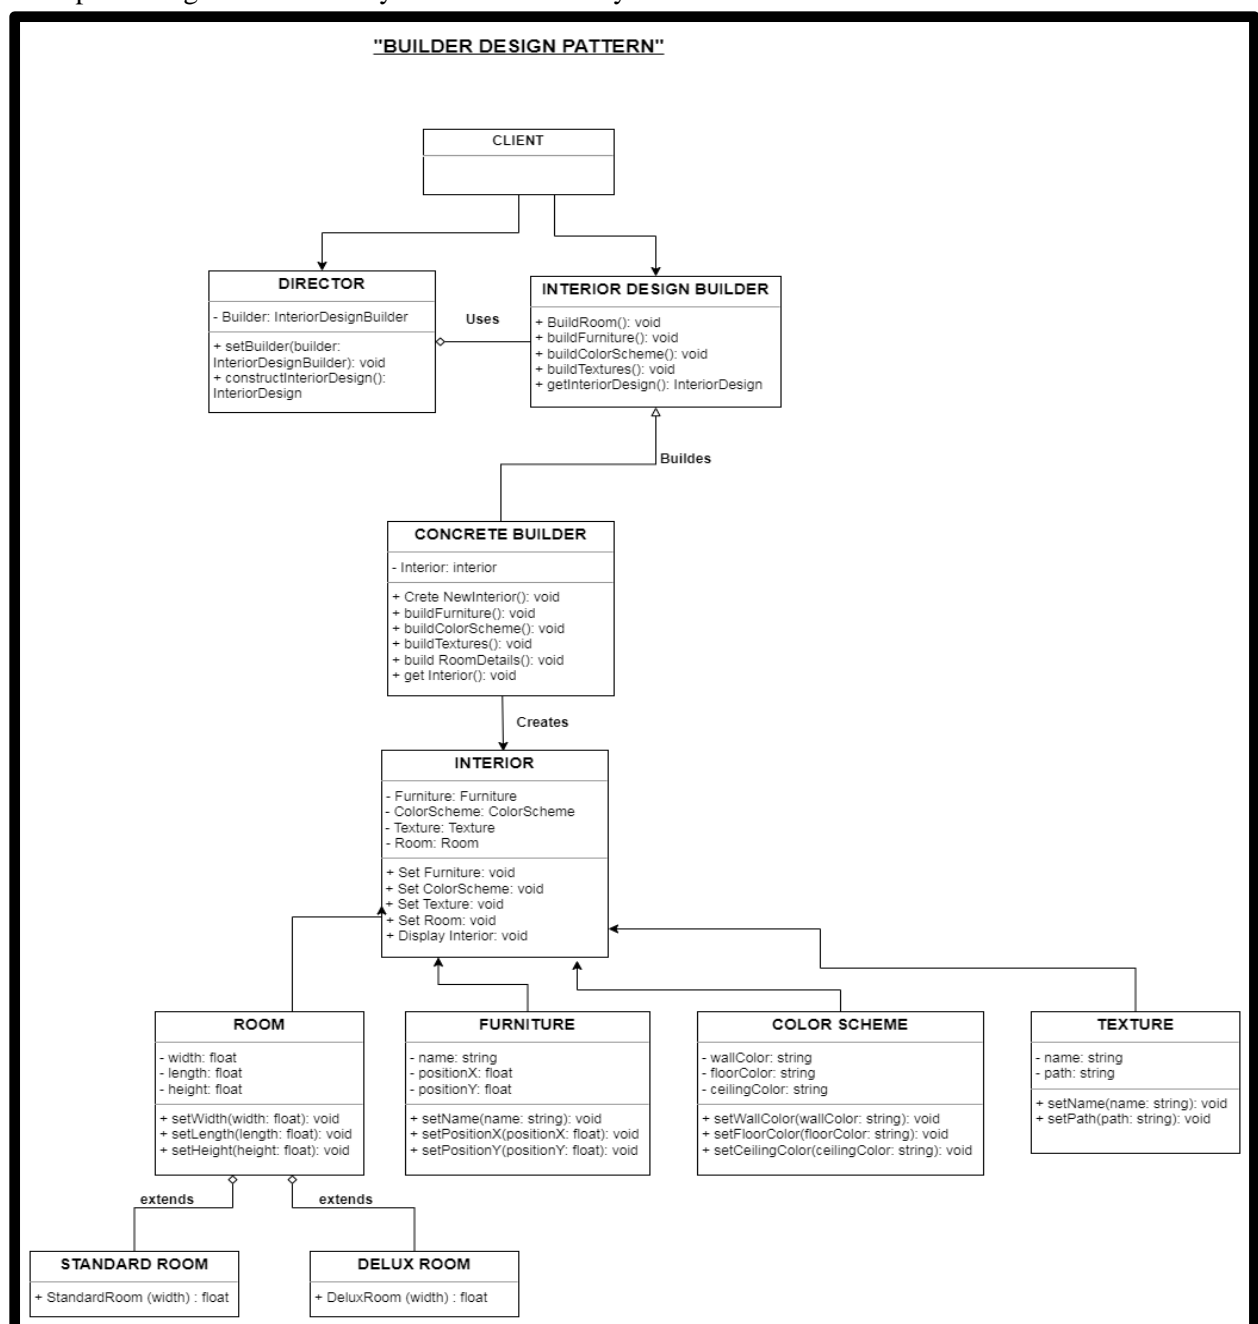 "BUILDER DESIGN PATTERN"
CLIENT
DIRECTOR
- Builder: InteriorDesignBuilder
+ setBuilder(builder:
InteriorDesignBuilder): void
+ constructInteriorDesign():
InteriorDesign
Uses
INTERIOR DESIGN BUILDER
+ BuildRoom(): void
+ buildFurniture(): void
+ buildColorScheme(): void
+ buildTextures(): void
+ getInteriorDesign(): InteriorDesign
Buildes
CONCRETE BUILDER
- Interior: interior
+ Crete NewInterior(): void
+ buildFurniture(): void
+ buildColorScheme(): void
+ buildTextures(): void
+ build RoomDetails(): void
+ get Interior(): void
Creates
INTERIOR
- Furniture: Furniture
- ColorScheme: ColorScheme
- Texture: Texture
- Room: Room
+ Set Furniture: void
+ Set ColorScheme: void
+ Set Texture: void
+ Set Room: void
+ Display Interior: void
ROOM
- width: float
- length: float
- height: float
+ setWidth(width: float): void
+ setLength(length: float): void
+ setHeight(height: float): void
FURNITURE
- name: string
- positionX: float
- positionY: float
+ setName(name: string): void
+ setPositionX(positionX: float): void
+ setPositionY(positionY: float): void
COLOR SCHEME
- wallColor: string
- floorColor: string
- ceilingColor: string
+ setWallColor(wallColor: string): void
+ setFloorColor(floorColor: string): void
+ setCeilingColor(ceilingColor: string): void
TEXTURE
- name: string
- path: string
+ setName(name: string): void
+ setPath(path: string): void
extends
extends
STANDARD ROOM
+ StandardRoom (width) : float
DELUX ROOM
+ DeluxRoom (width) : float